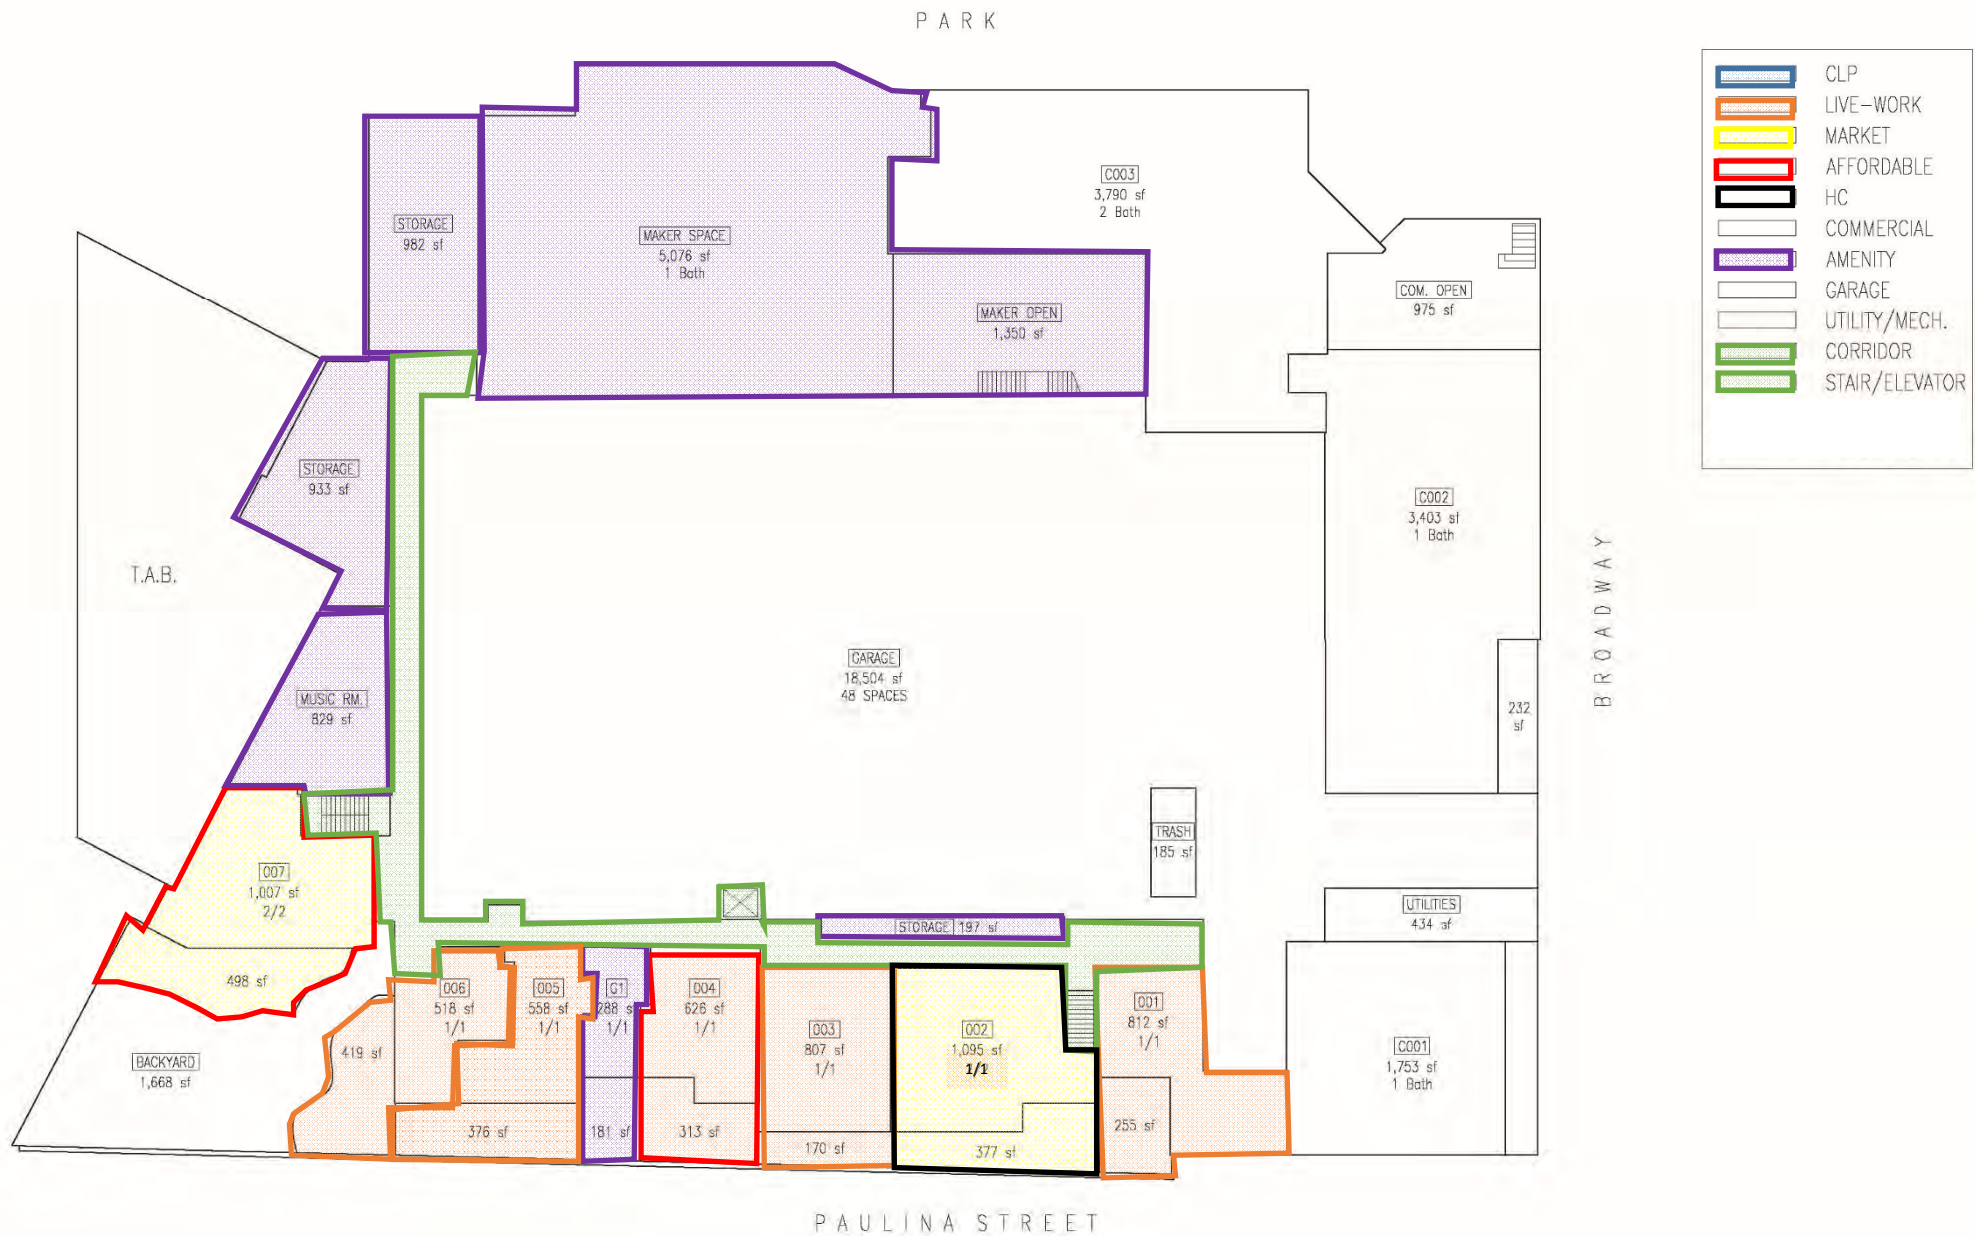 PARK
CLP
LIVE-WORK
MARKET
AFFORDABLE
HC
COMMERCIAL
AMENITY
GARAGE
UTILITY/MECH.
CORRIDOR
STAIR/ELEVATOR
STORAGE
982 sf
MAKER SPACE
5,076 sf
1 Bath
C003
3,790 sf
2 Bath
MAKER OPEN
1,350 sf
COM. OPEN
975 sf
STORAGE
933 sf
C002
3,403 sf
1 Bath
T.A.B.
BROADWAY
MUSIC RM.
829 sf
GARAGE
18,504 sf
48 SPACES
232
sf
TRASH
185 sf
007
1,007 sf
2/2
498 sf
STORAGE 197 sf
UTILITIES
434 sf
BACKYARD
1,668 sf
419 sf
006
518 sf
1/1
005
558 sf
1/1
376 sf
G1
288 sf
1/1
181 sf
004
626 sf
1/1
313 sf
003
807 sf
1/1
170 sf
002
1,095 sf
1/1
377 sf
001
812 sf
1/1
255 sf
C001
1,753 sf
1 Bath
PAULINA STREET